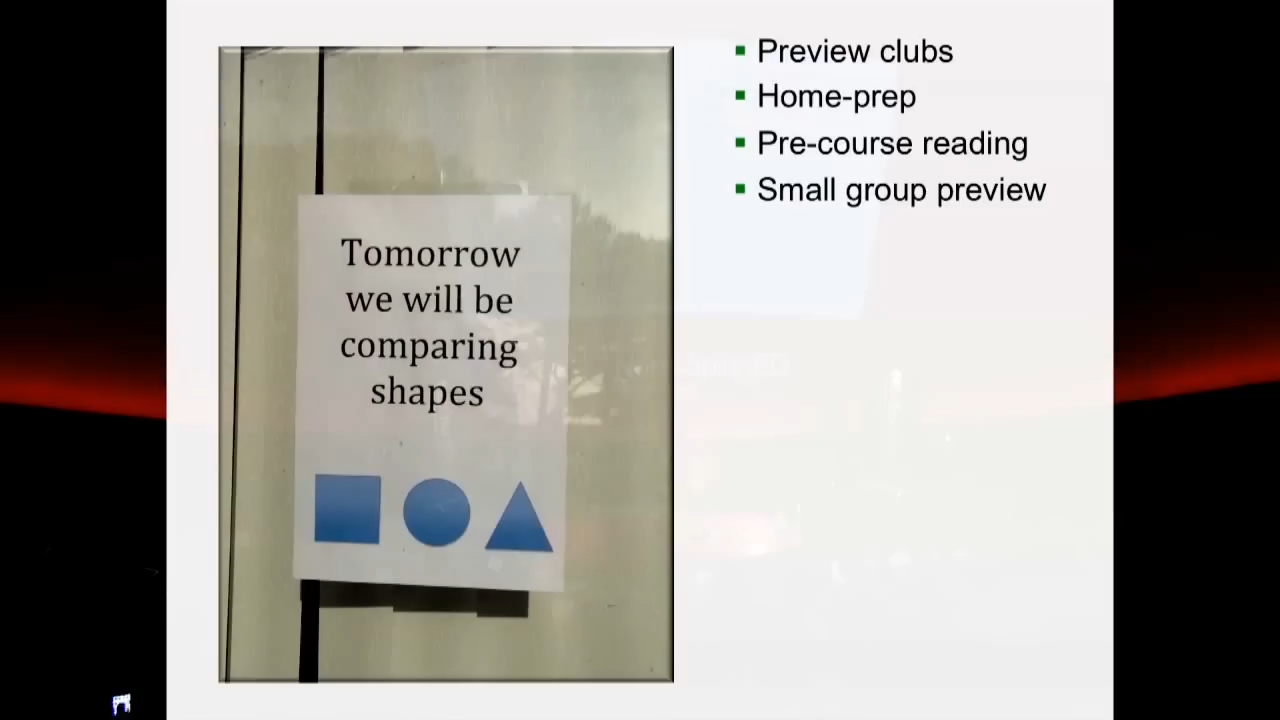 Tomorrow
we will be
comparing
shapes
Preview clubs
Home-prep
Pre-course reading
Small group preview